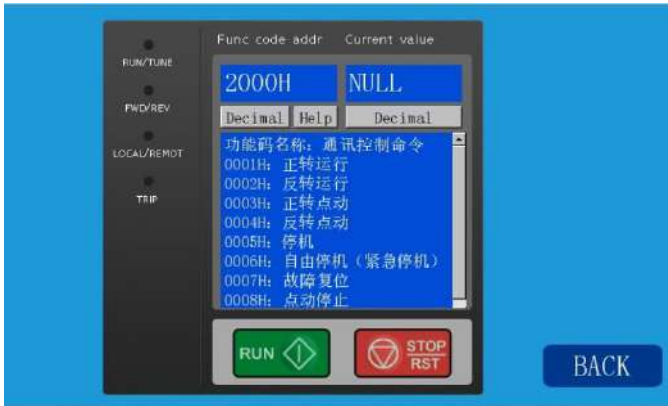 Func code addr Current value
RUN/TUNE
2000H NULL
FWD/REV
Decimal Help Decimal
功能码名称：通讯控制命令
0001H：正转运行
LOCAL/REMOT
0002H：反转运行
0003H：正转点动
TRIP
0004H：反转点动
0005H：停机
0006H：自由停机（紧急停机）
0007H：故障复位
0008H：点动停止
RUN STOP
RST
BACK